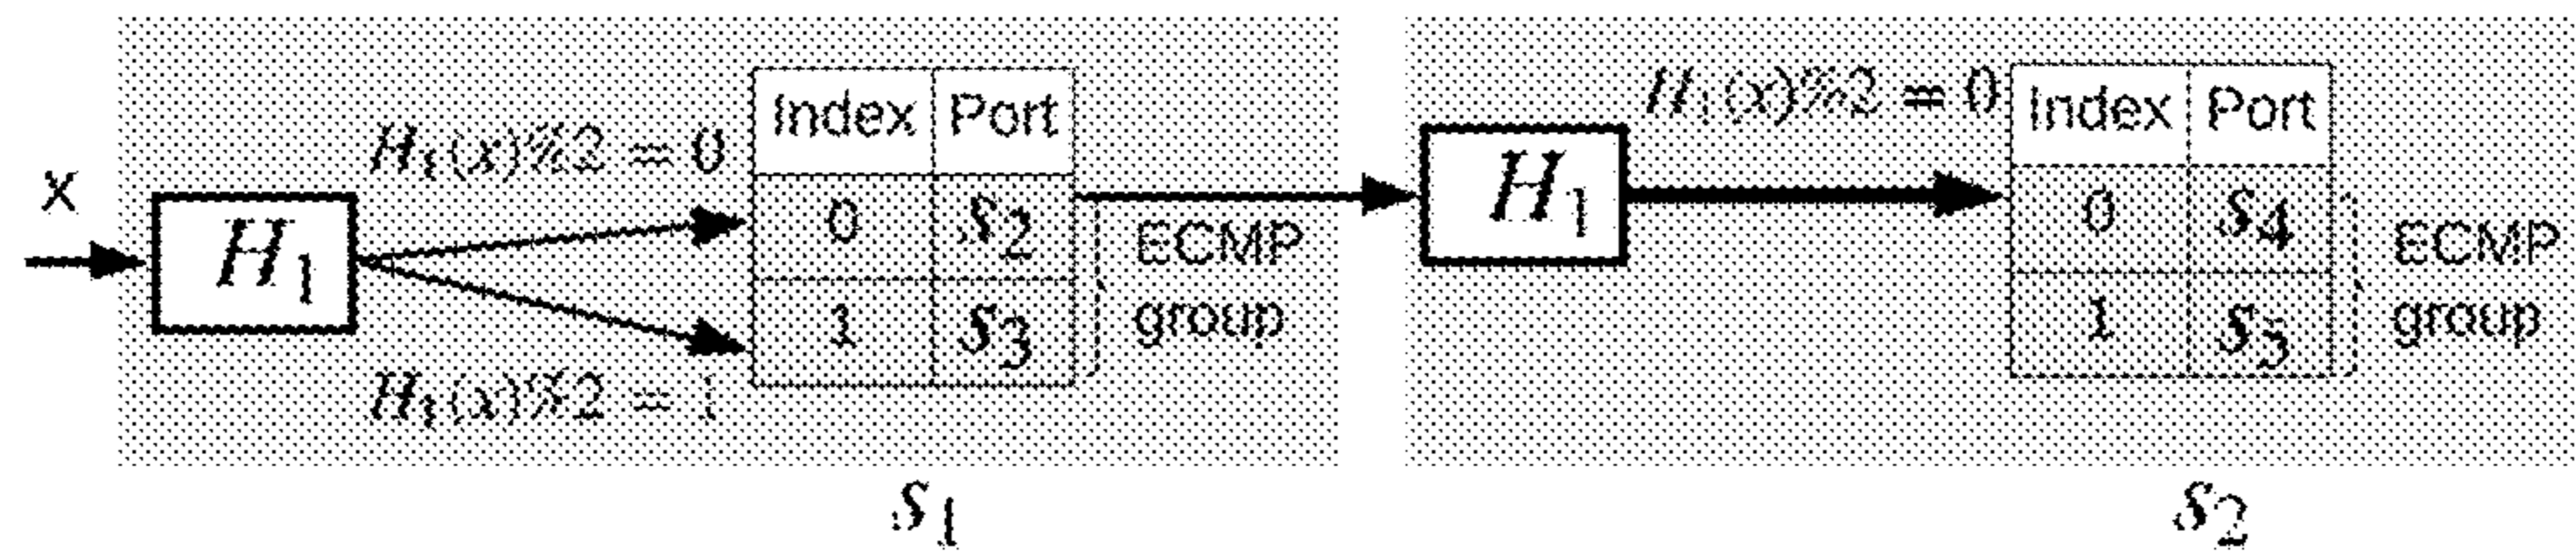 x
H₁
H₁(x)%2 = 0
H₁(x)%2 = 1
Index Port
0 S₂
1 S₃
ECMP
group
S₁
H₁
H₁(x)%2 = 0
Index Port
0 S₄
1 S₅
ECMP
group
S₂